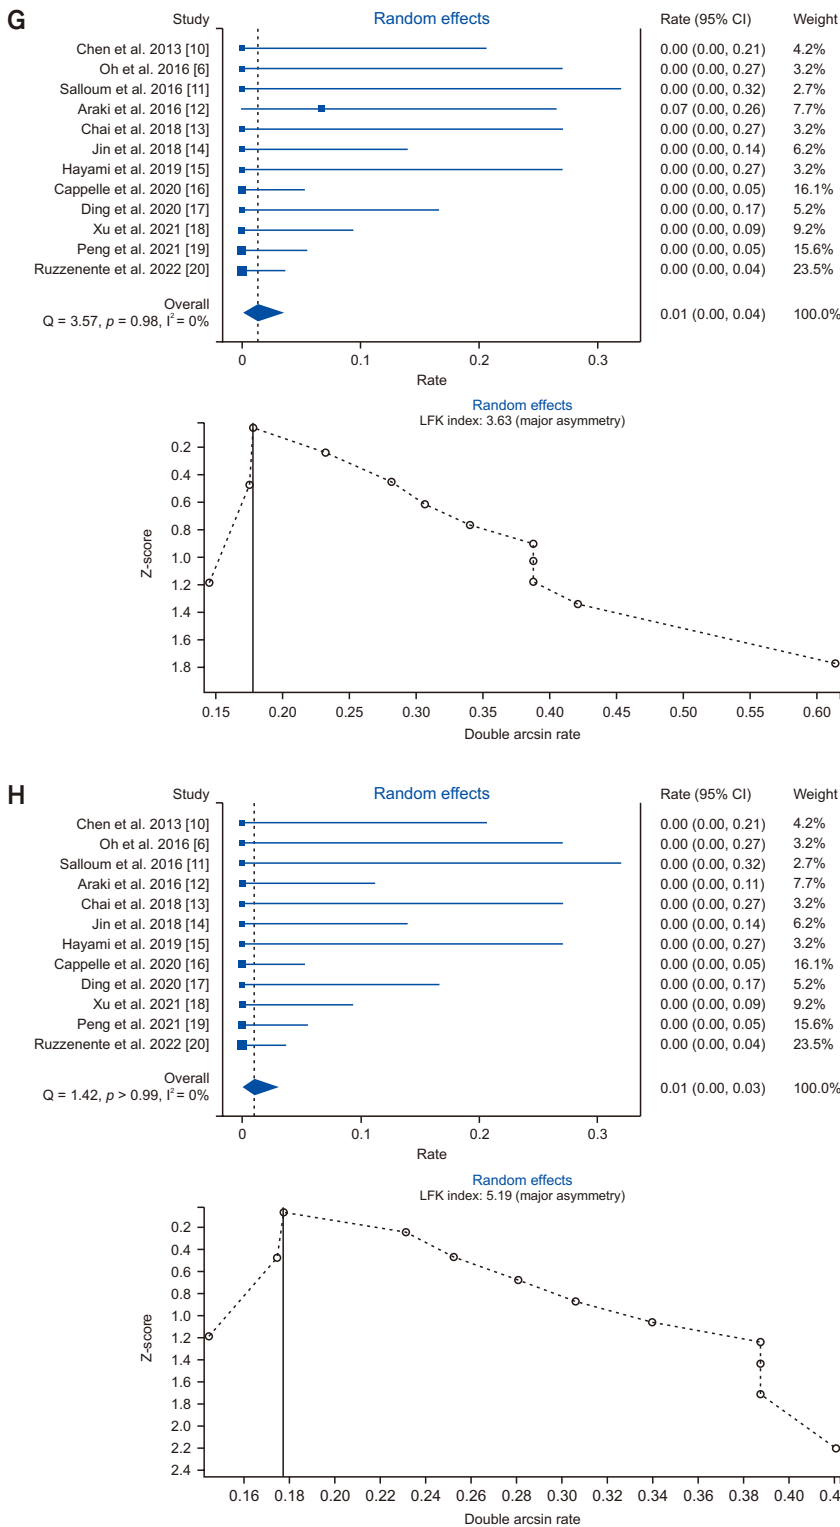 G
Study Random effects Rate (95% CI) Weight
Chen et al. 2013 [10] 0.00 (0.00, 0.21) 4.2%
Oh et al. 2016 [6] 0.00 (0.00, 0.27) 3.2%
Salloum et al. 2016 [11] 0.00 (0.00, 0.32) 2.7%
Araki et al. 2016 [12] 0.07 (0.00, 0.26) 7.7%
Chai et al. 2018 [13] 0.00 (0.00, 0.27) 3.2%
Jin et al. 2018 [14] 0.00 (0.00, 0.14) 6.2%
Hayami et al. 2019 [15] 0.00 (0.00, 0.27) 3.2%
Cappelle et al. 2020 [16] 0.00 (0.00, 0.05) 16.1%
Ding et al. 2020 [17] 0.00 (0.00, 0.17) 5.2%
Xu et al. 2021 [18] 0.00 (0.00, 0.09) 9.2%
Peng et al. 2021 [19] 0.00 (0.00, 0.05) 15.6%
Ruzzenente et al. 2022 [20] 0.00 (0.00, 0.04) 23.5%
Overall 0.01 (0.00, 0.04) 100.0%
Q = 3.57, p = 0.98, I² = 0%
0 0.1 0.2 0.3
Rate
Random effects
LFK index: 3.63 (major asymmetry)
Z-score
0.2
0.4
0.6
0.8
1.0
1.2
1.4
1.6
1.8
0.15 0.20 0.25 0.30 0.35 0.40 0.45 0.50 0.55 0.60
Double arcsin rate
H
Study Random effects Rate (95% CI) Weight
Chen et al. 2013 [10] 0.00 (0.00, 0.21) 4.2%
Oh et al. 2016 [6] 0.00 (0.00, 0.27) 3.2%
Salloum et al. 2016 [11] 0.00 (0.00, 0.32) 2.7%
Araki et al. 2016 [12] 0.00 (0.00, 0.11) 7.7%
Chai et al. 2018 [13] 0.00 (0.00, 0.27) 3.2%
Jin et al. 2018 [14] 0.00 (0.00, 0.14) 6.2%
Hayami et al. 2019 [15] 0.00 (0.00, 0.27) 3.2%
Cappelle et al. 2020 [16] 0.00 (0.00, 0.05) 16.1%
Ding et al. 2020 [17] 0.00 (0.00, 0.17) 5.2%
Xu et al. 2021 [18] 0.00 (0.00, 0.09) 9.2%
Peng et al. 2021 [19] 0.00 (0.00, 0.05) 15.6%
Ruzzenente et al. 2022 [20] 0.00 (0.00, 0.04) 23.5%
Overall 0.01 (0.00, 0.03) 100.0%
Q = 1.42, p > 0.99, I² = 0%
0 0.1 0.2 0.3
Rate
Random effects
LFK index: 5.19 (major asymmetry)
Z-score
0.2
0.4
0.6
0.8
1.0
1.2
1.4
1.6
1.8
2.0
2.2
2.4
0.16 0.18 0.20 0.22 0.24 0.26 0.28 0.30 0.32 0.34 0.36 0.38 0.40
Double arcsin rate